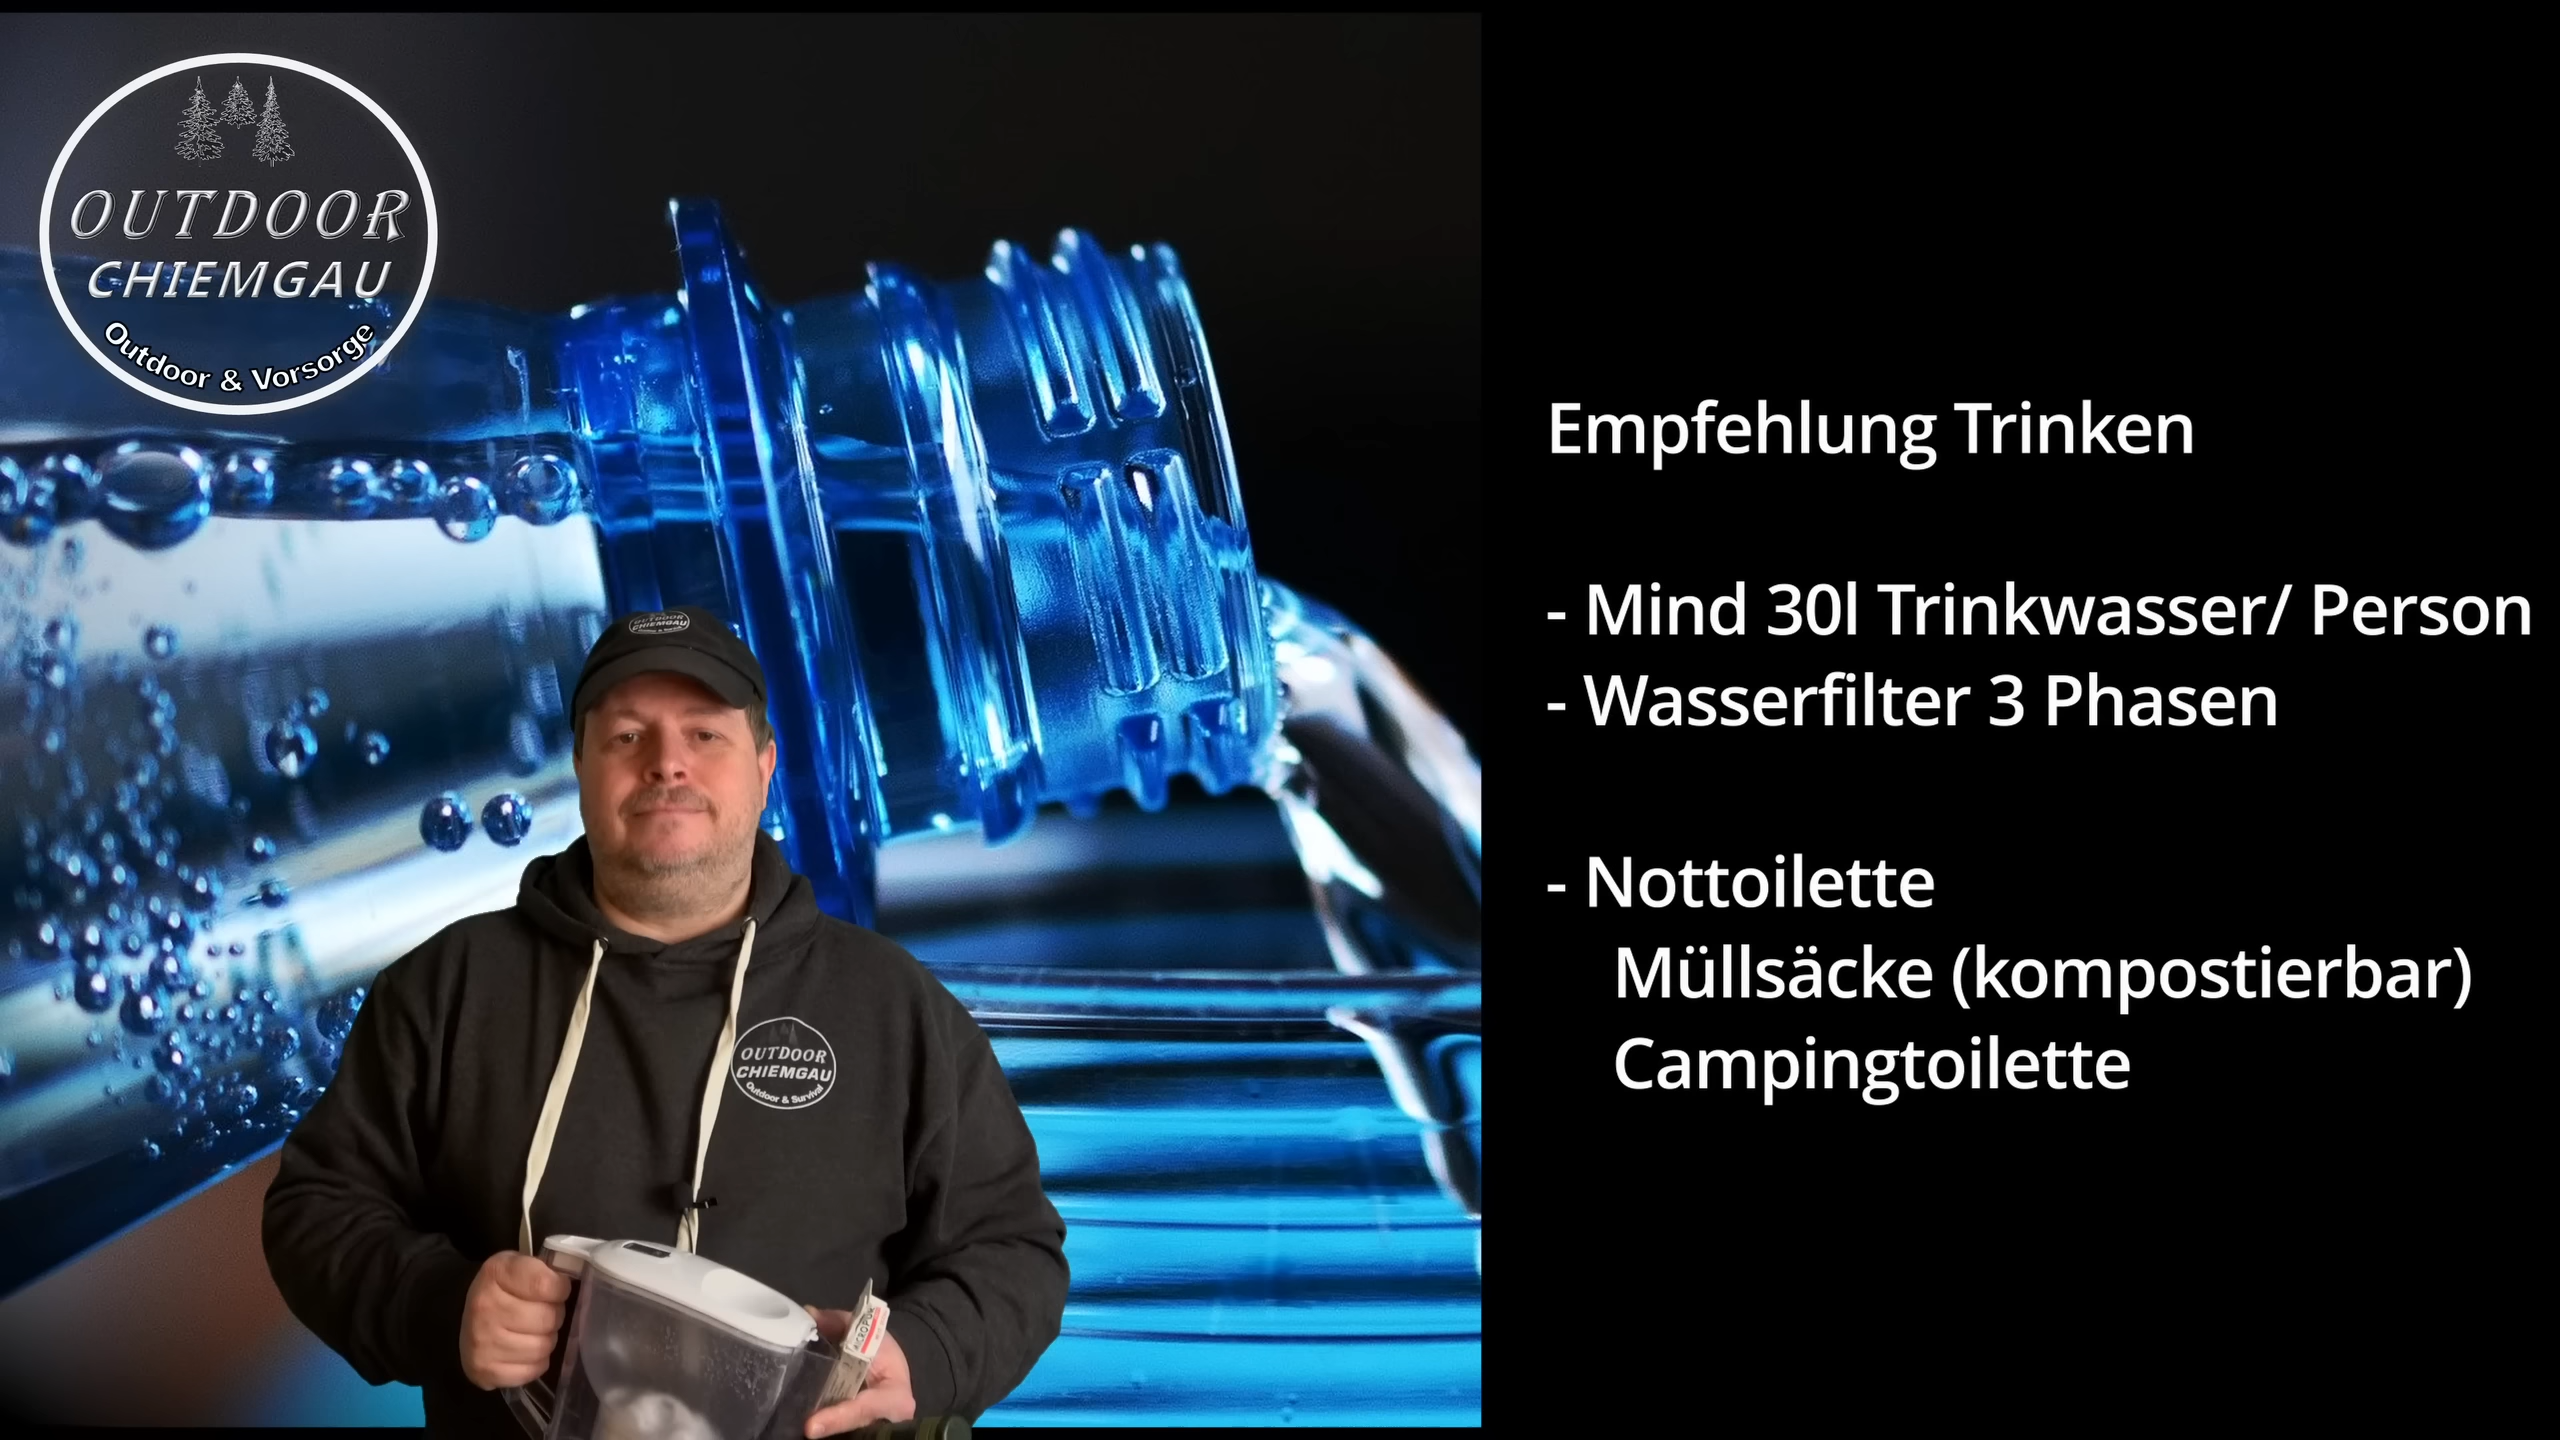 OUTDOOR
CHIEMGAU
Outdoor & Vorsorge
Empfehlung Trinken
- Mind 30l Trinkwasser/ Person
- Wasserfilter 3 Phasen
- Nottoilette
Müllsäcke (kompostierbar)
Campingtoilette
OUTDOOR
CHIEMGAU
OUTDOOR
CHIEMGAU
Outdoor & Survival